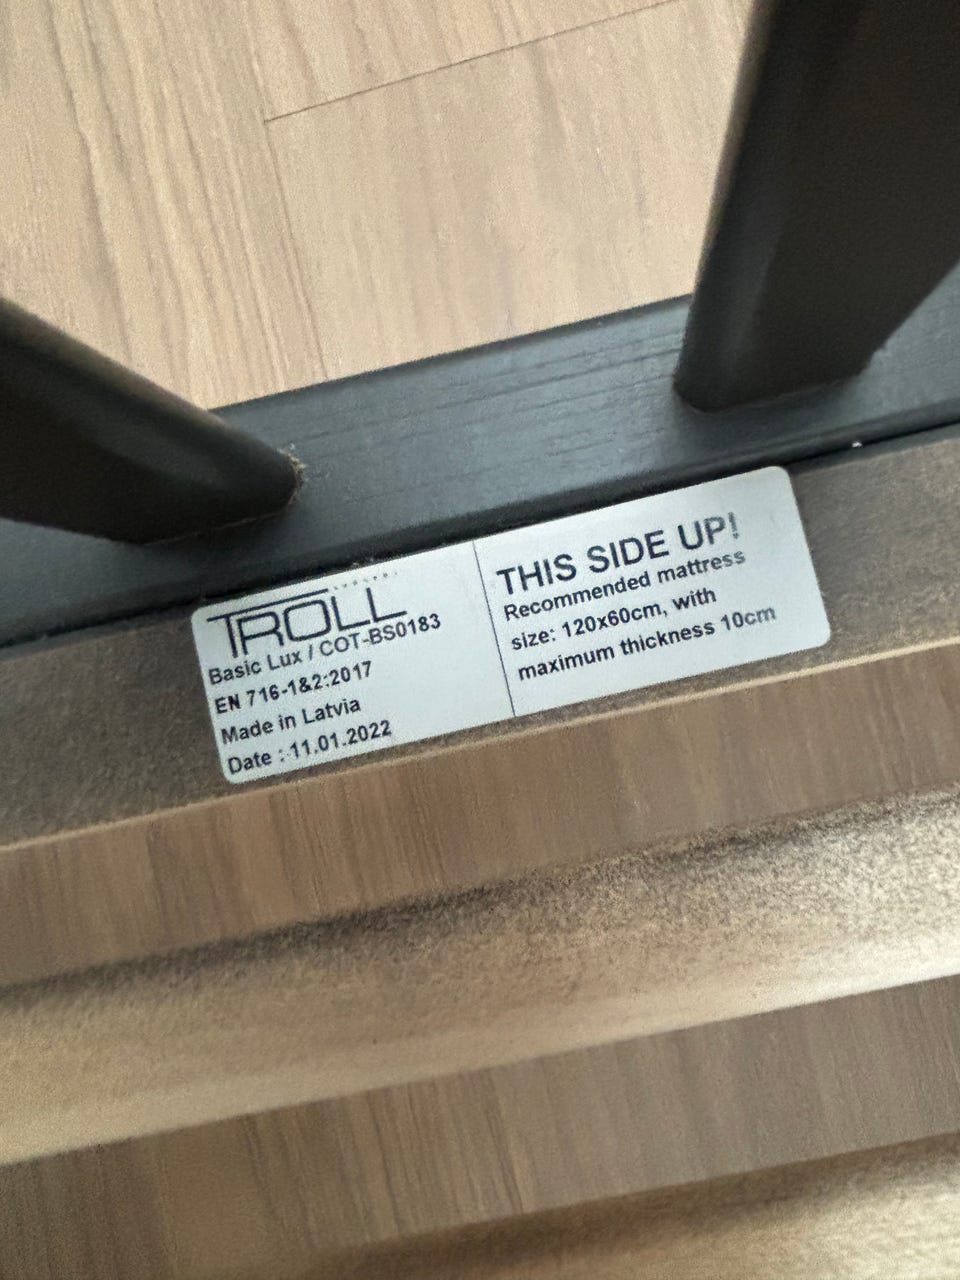 TROLL
Basic Lux / COT-BS0183
EN 716-1&2:2017
Made in Latvia
Date : 11.01.2022
THIS SIDE UP!
Recommended mattress
size: 120x60cm, with
maximum thickness 10cm